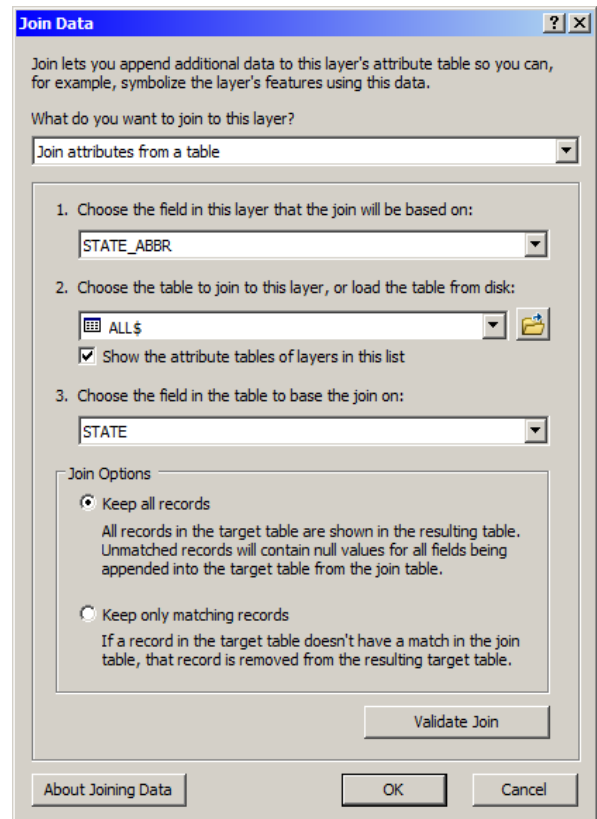 Join Data
Join lets you append additional data to this layer's attribute table so you can,
for example, symbolize the layer's features using this data.
What do you want to join to this layer?
Join attributes from a table
1. Choose the field in this layer that the join will be based on:
STATE_ABBR
2. Choose the table to join to this layer, or load the table from disk:
ALL$
Show the attribute tables of layers in this list
3. Choose the field in the table to base the join on:
STATE
Join Options
Keep all records
All records in the target table are shown in the resulting table.
Unmatched records will contain null values for all fields being
appended into the target table from the join table.
Keep only matching records
If a record in the target table doesn't have a match in the join
table, that record is removed from the resulting target table.
Validate Join
About Joining Data
OK
Cancel